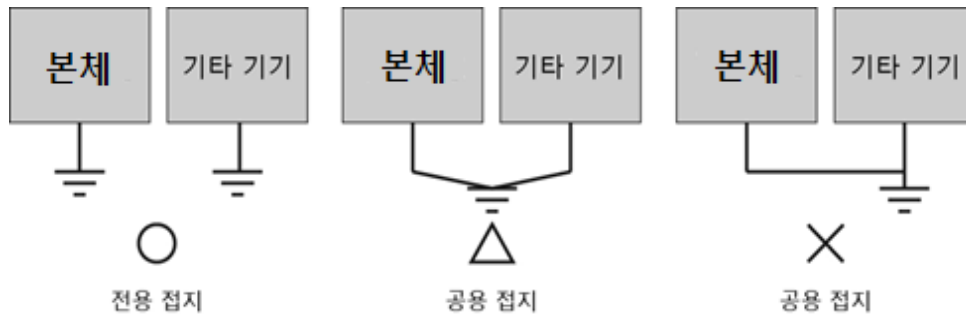 본체 기타 기기 본체 기타 기기 본체 기타 기기
전용 접지 공용 접지 공용 접지